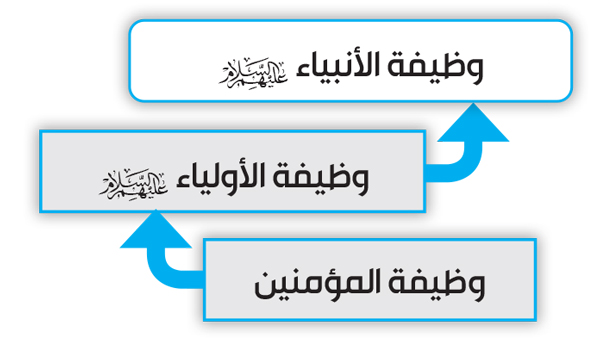 وظيفة الأنبياء عليهم السلام
وظيفة الأولياء عليهم السلام
وظيفة المؤمنين